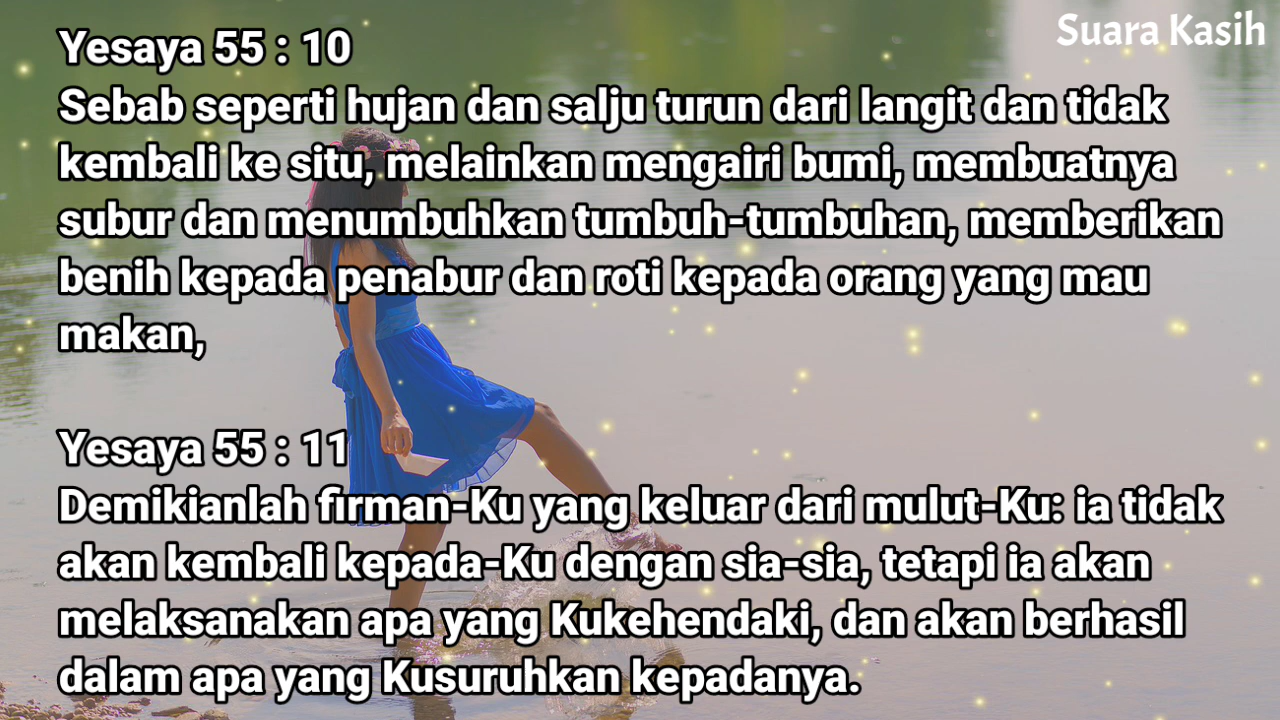 Suara Kasih
Yesaya 55 : 10
Sebab seperti hujan dan salju turun dari langit dan tidak
kembali ke situ, melainkan mengairi bumi, membuatnya
subur dan menumbuhkan tumbuh-tumbuhan, memberikan
benih kepada penabur dan roti kepada orang yang mau
makan,
Yesaya 55 : 11
Demikianlah firman-Ku yang keluar dari mulut-Ku: ia tidak
akan kembali kepada-Ku dengan sia-sia, tetapi ia akan
melaksanakan apa yang Kukehendaki, dan akan berhasil
dalam apa yang Kusuruhkan kepadanya.